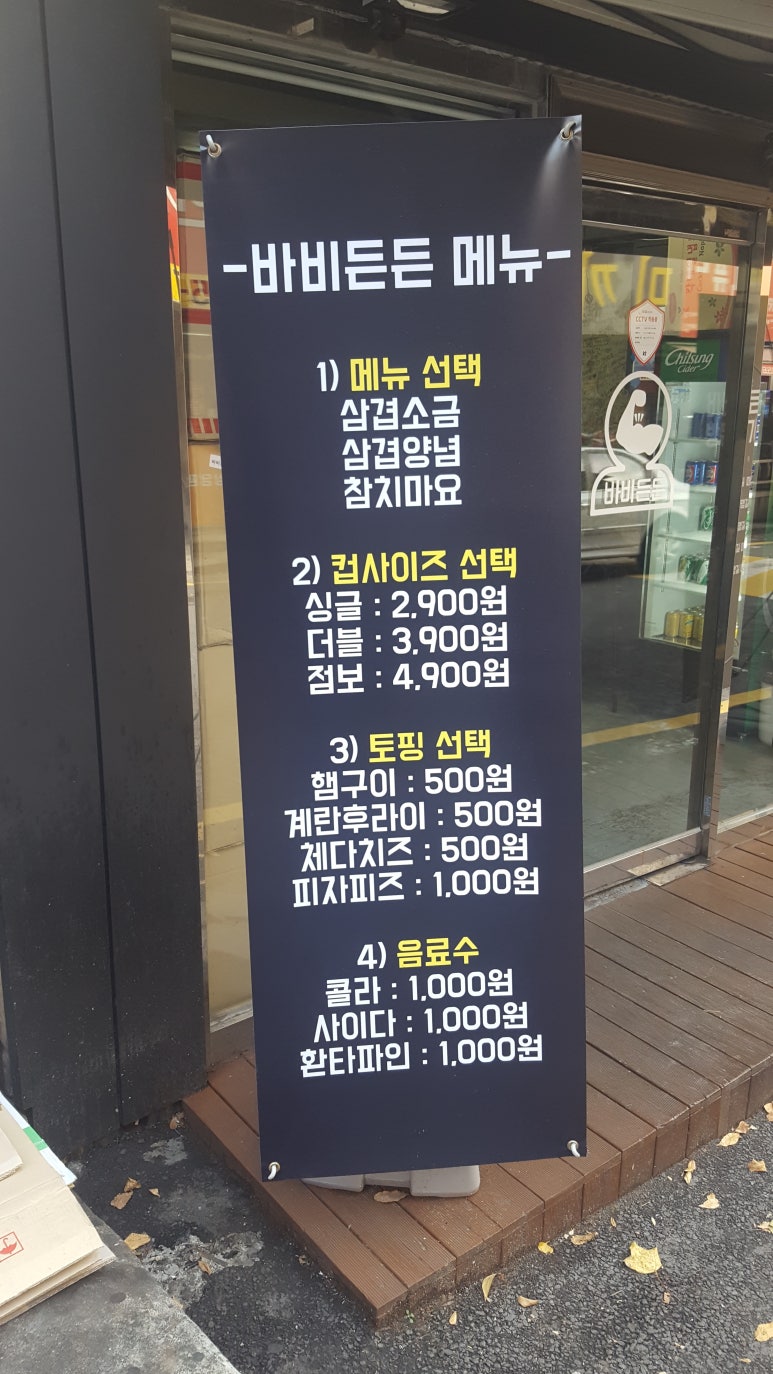 -바비든든 메뉴-
1) 메뉴 선택
삼겹소금
삼겹양념
참치마요
2) 컵사이즈 선택
싱글 : 2,900원
더블 : 3,900원
점보 : 4,900원
3) 토핑 선택
햄구이 : 500원
계란후라이 : 500원
체다치즈 : 500원
피자피즈 : 1,000원
4) 음료수
콜라 : 1,000원
사이다 : 1,000원
환타파인 : 1,000원
CCTV 작동중
Chilsung
Cider
바비든든